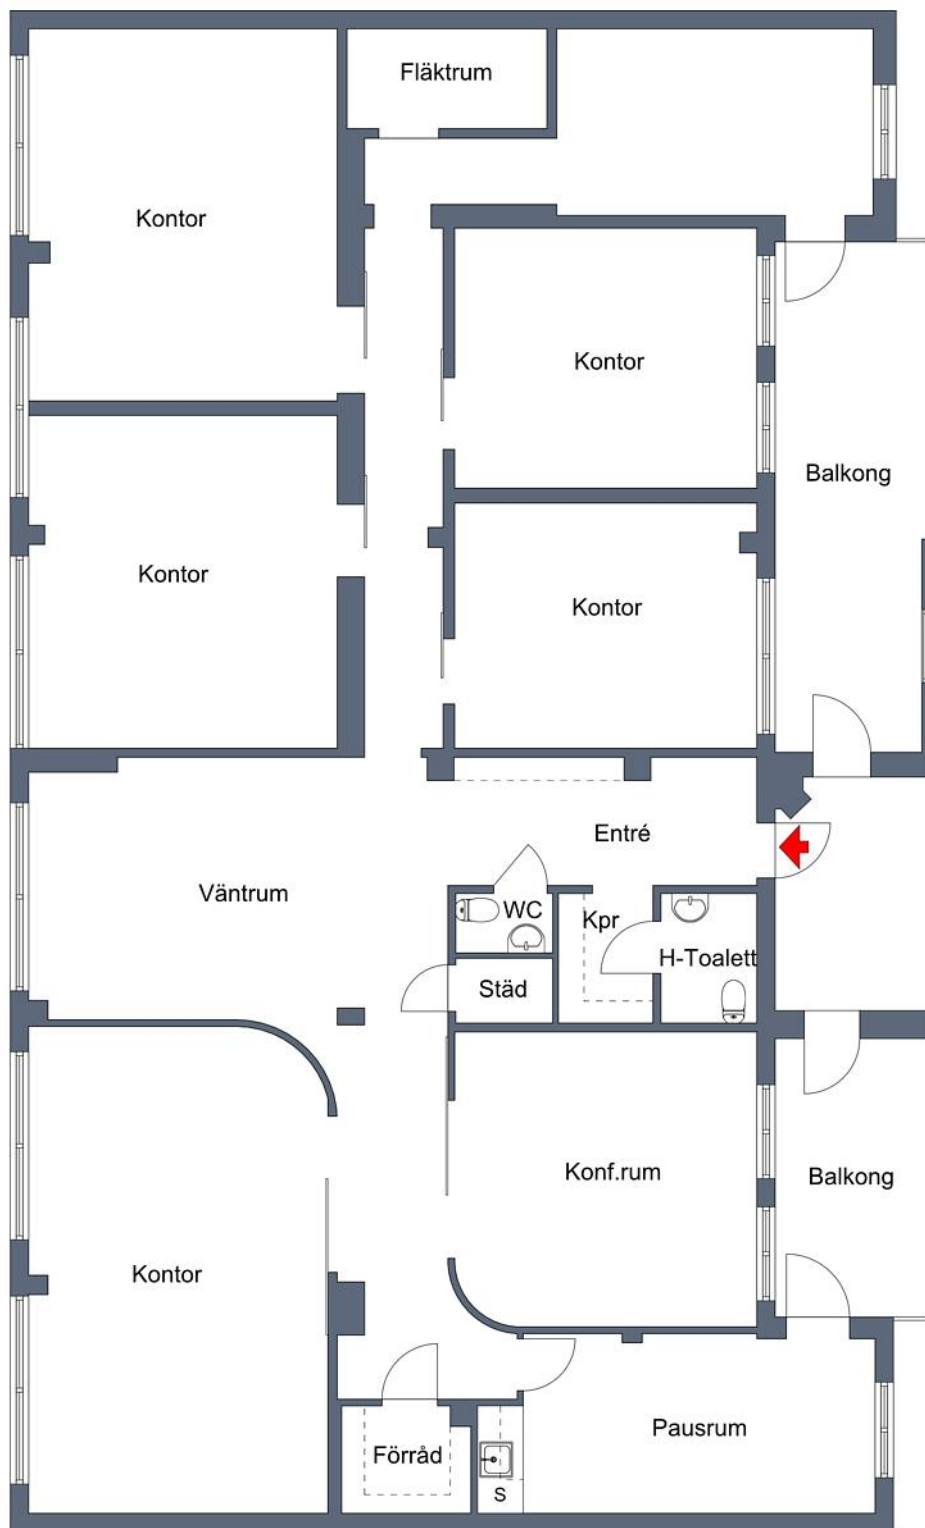 Fläktrum
Kontor
Kontor
Balkong
Kontor
Kontor
Entré
Väntrum
WC
Kpr
H-Toalett
Städ
Konf.rum
Balkong
Kontor
Pausrum
Förråd
S